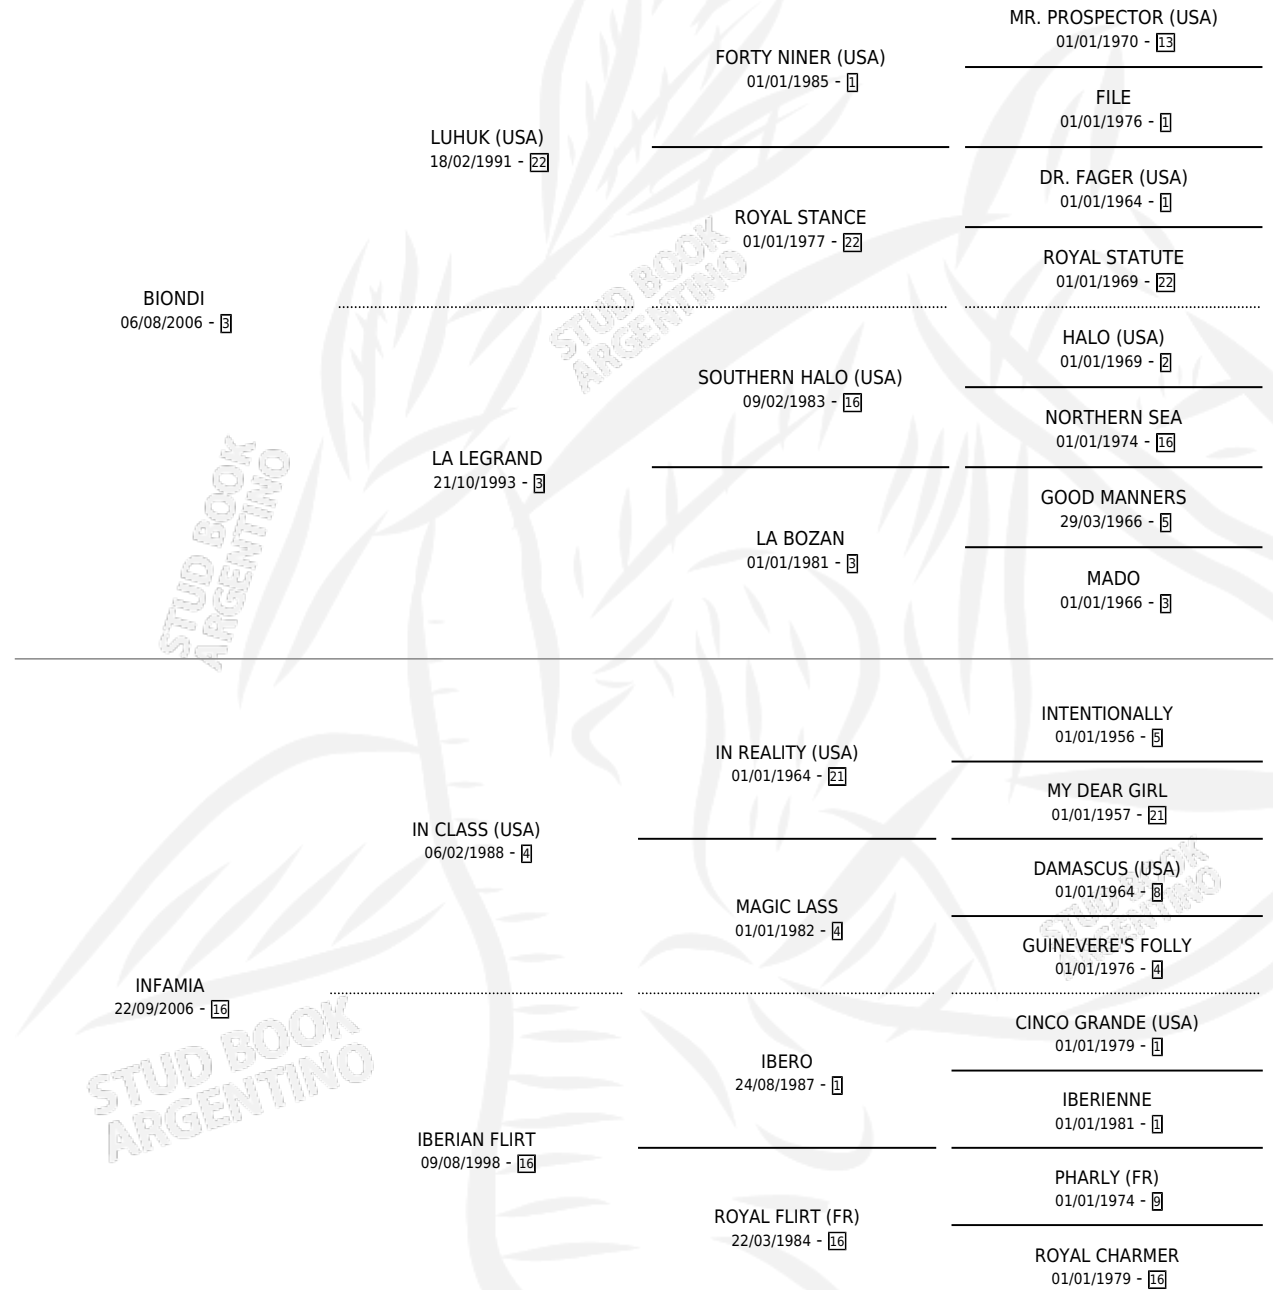 MR. PROSPECTOR (USA)
01/01/1970 - 13
FORTY NINER (USA)
01/01/1985 - 1
FILE
01/01/1976 - 1
LUHUK (USA)
18/02/1991 - 22
DR. FAGER (USA)
01/01/1964 - 1
ROYAL STANCE
01/01/1977 - 22
ROYAL STATUTE
01/01/1969 - 22
BIONDI
06/08/2006 - 3
HALO (USA)
01/01/1969 - 2
SOUTHERN HALO (USA)
09/02/1983 - 16
NORTHERN SEA
01/01/1974 - 16
LA LEGRAND
21/10/1993 - 3
GOOD MANNERS
29/03/1966 - 5
LA BOZAN
01/01/1981 - 3
MADO
01/01/1966 - 3
INTENTIONALLY
01/01/1956 - 5
IN REALITY (USA)
01/01/1964 - 21
MY DEAR GIRL
01/01/1957 - 21
IN CLASS (USA)
06/02/1988 - 4
DAMASCUS (USA)
01/01/1964 - 8
MAGIC LASS
01/01/1982 - 4
GUINEVERE'S FOLLY
01/01/1976 - 4
INFAMIA
22/09/2006 - 16
CINCO GRANDE (USA)
01/01/1979 - 1
IBERO
24/08/1987 - 1
IBERIENNE
01/01/1981 - 1
IBERIAN FLIRT
09/08/1998 - 16
PHARLY (FR)
01/01/1974 - 9
ROYAL FLIRT (FR)
22/03/1984 - 16
ROYAL CHARMER
01/01/1979 - 16
STUD BOOK
ARGENTINO
STUD BOOK
ARGENTINO
STUD BOOK
ARGENTINO
STUD BOOK
ARGENTINO